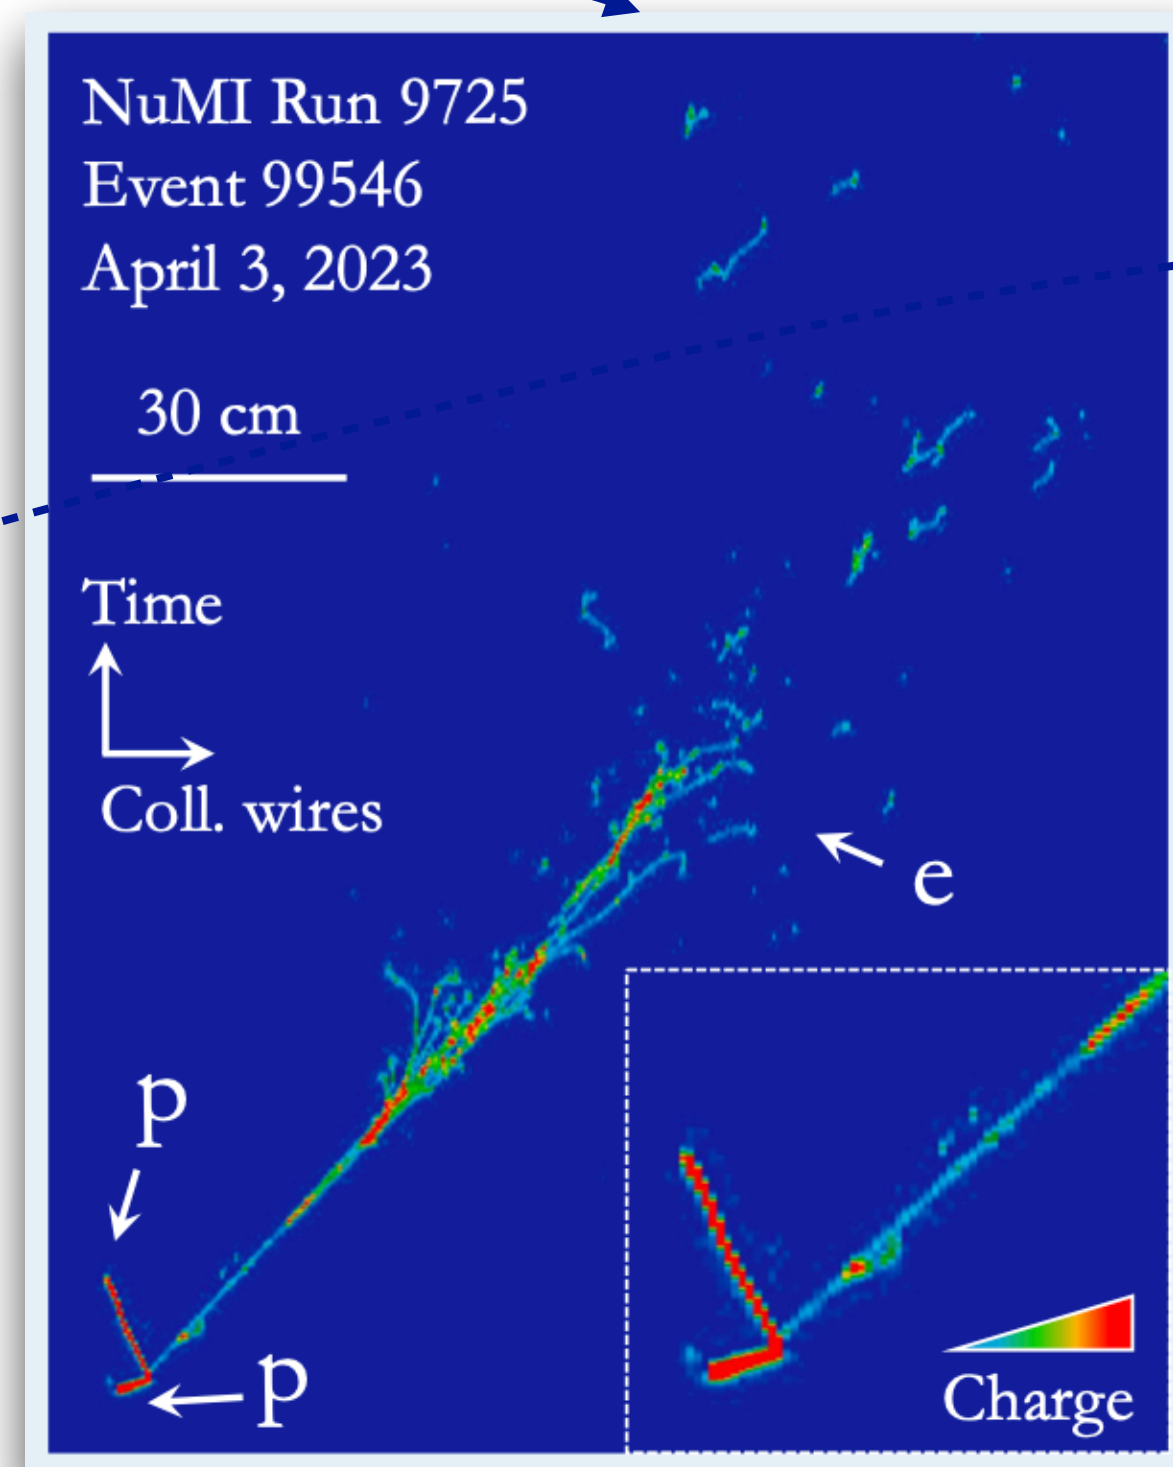 NuMI Run 9725
Event 99546
April 3, 2023
30 cm
Time
Coll. wires
e
p
p
Charge